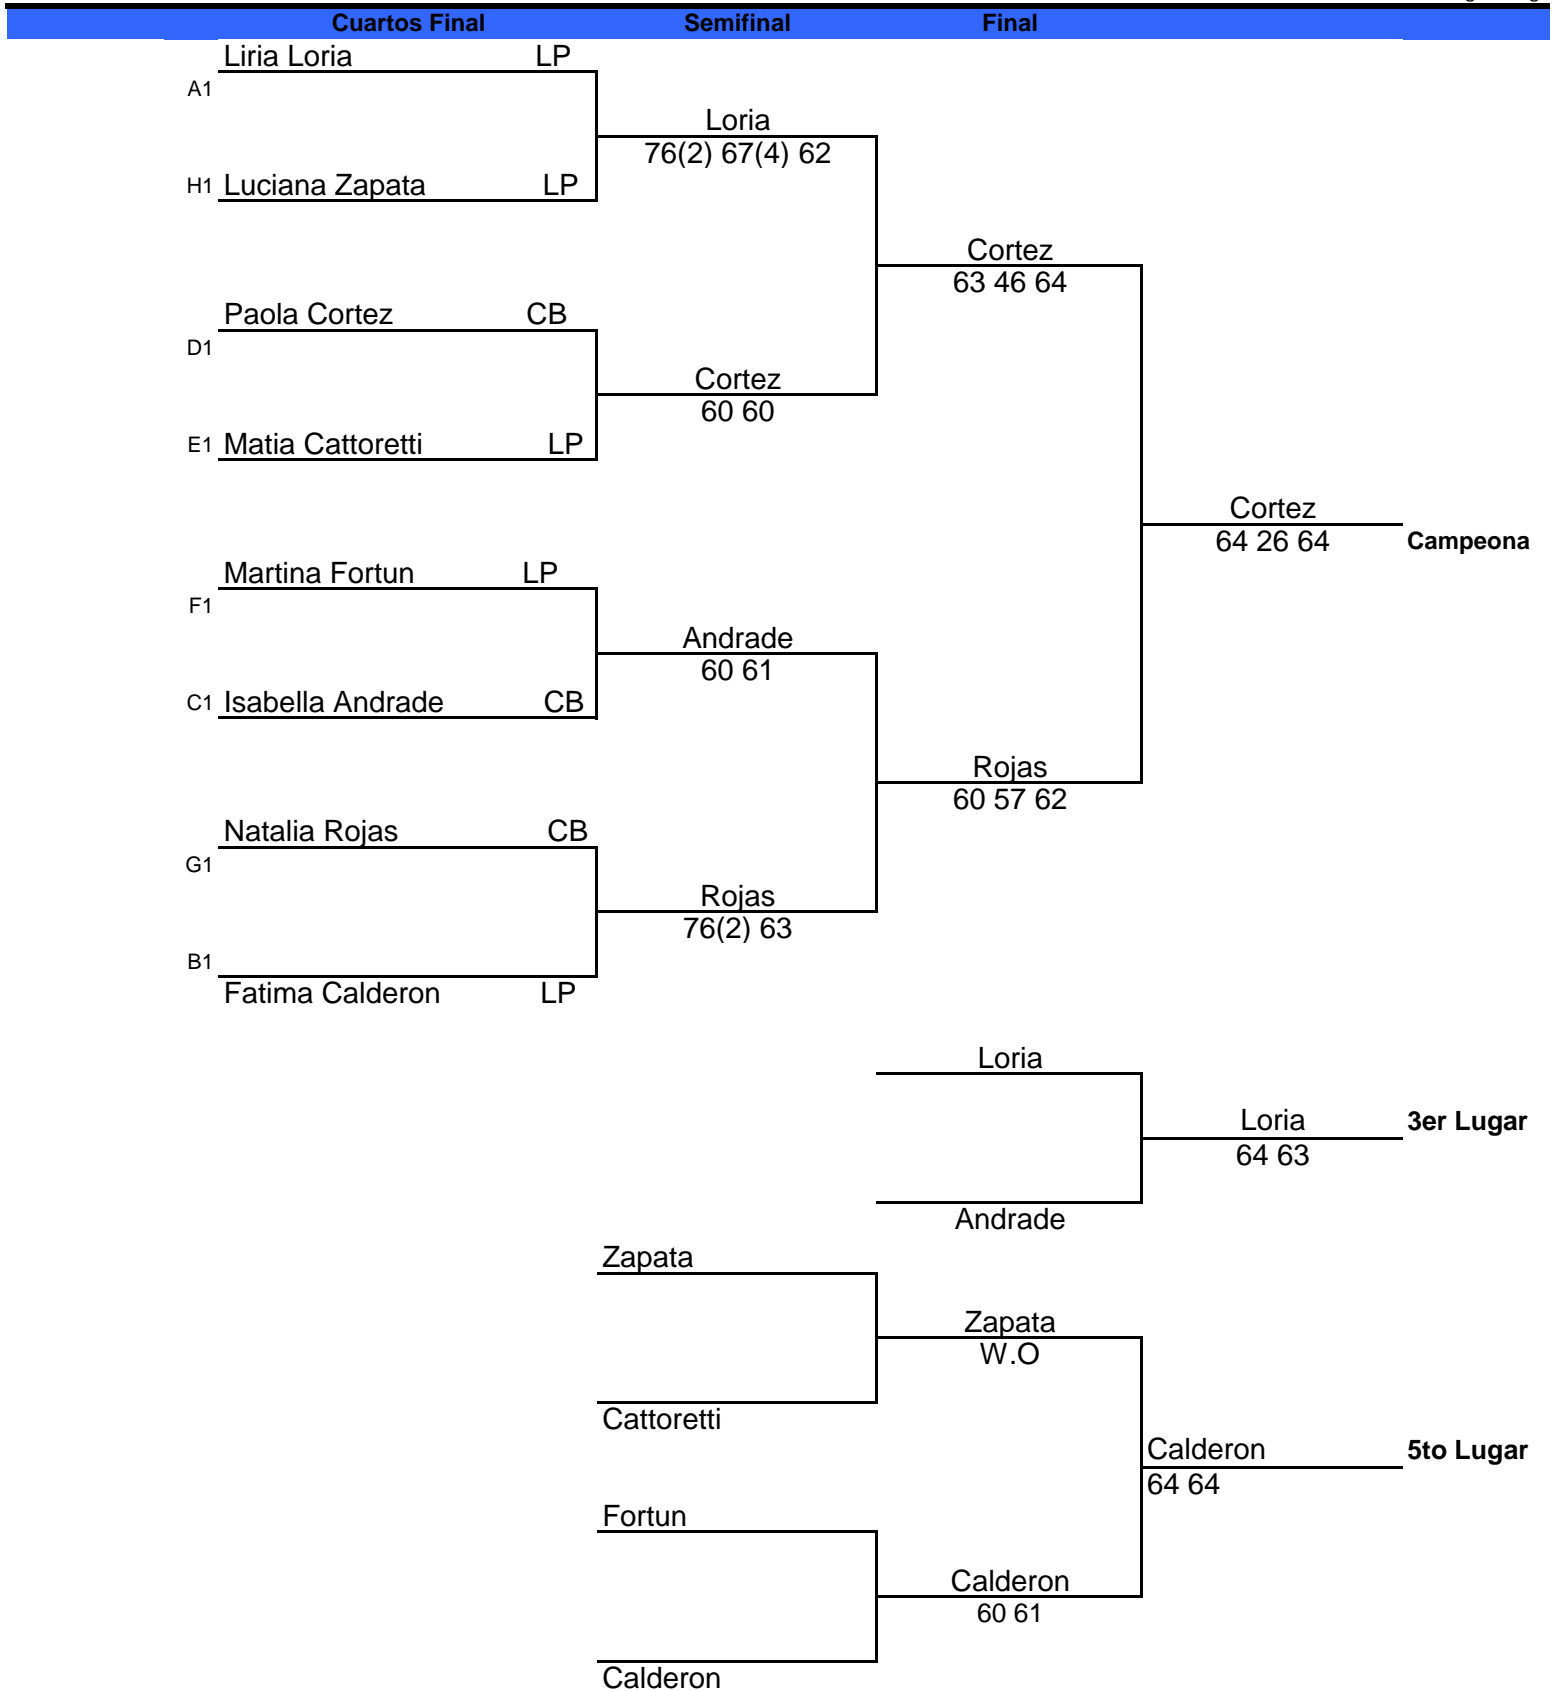 Cuartos Final Semifinal Final
Liria Loria LP
A1
Loria
76(2) 67(4) 62
H1 Luciana Zapata LP
Cortez
63 46 64
Paola Cortez CB
D1
Cortez
60 60
E1 Matia Cattoretti LP
Cortez
64 26 64 Campeona
Martina Fortun LP
F1
Andrade
60 61
C1 Isabella Andrade CB
Rojas
60 57 62
Natalia Rojas CB
G1
Rojas
76(2) 63
B1
Fatima Calderon LP
Loria
Loria 3er Lugar
64 63
Andrade
Zapata
Zapata
W.O
Cattoretti
Calderon 5to Lugar
64 64
Fortun
Calderon
60 61
Calderon